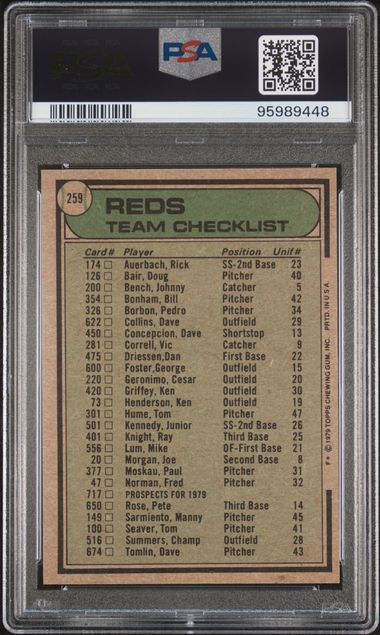 PSA
PSA
95989448
259
REDS
TEAM CHECKLIST
Card# Player Position Unif#
174 Auerbach, Rick SS-2nd Base 23
126 Bair, Doug Pitcher 40
200 Bench, Johnny Catcher 5
354 Bonham, Bill Pitcher 42
326 Borbon, Pedro Pitcher 34
622 Collins, Dave Outfield 29
450 Concepcion, Dave Shortstop 13
281 Correll, Vic Catcher 9
475 Driessen,Dan First Base 22
600 Foster,George Outfield 15
220 Geronimo, Cesar Outfield 20
420 Griffey, Ken Outfield 30
73 Henderson, Ken Outfield 19
301 Hume, Tom Pitcher 47
501 Kennedy, Junior SS-2nd Base 26
401 Knight, Ray Third Base 25
556 Lum, Mike OF-First Base 21
20 Morgan, Joe Second Base 8
377 Moskau, Paul Pitcher 31
47 Norman, Fred Pitcher 32
717 PROSPECTS FOR 1979
650 Rose, Pete Third Base 14
149 Sarmiento, Manny Pitcher 45
100 Seaver, Tom Pitcher 41
516 Summers, Champ Outfield 28
674 Tomlin, Dave Pitcher 43
F* © 1979 TOPPS CHEWING GUM, INC. PRTD. IN U.S.A.